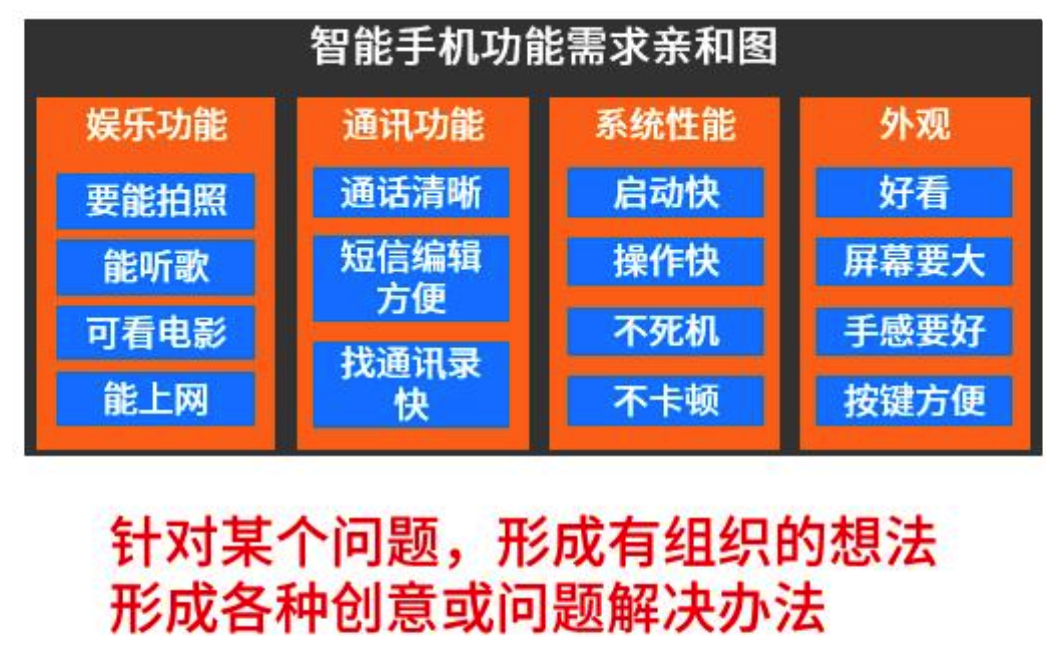 智能手机功能需求亲和图
娱乐功能
要能拍照
能听歌
可看电影
能上网
通讯功能
通话清晰
短信编辑
方便
找通讯录
快
系统性能
启动快
操作快
不死机
不卡顿
外观
好看
屏幕要大
手感要好
按键方便
针对某个问题，形成有组织的想法
形成各种创意或问题解决办法